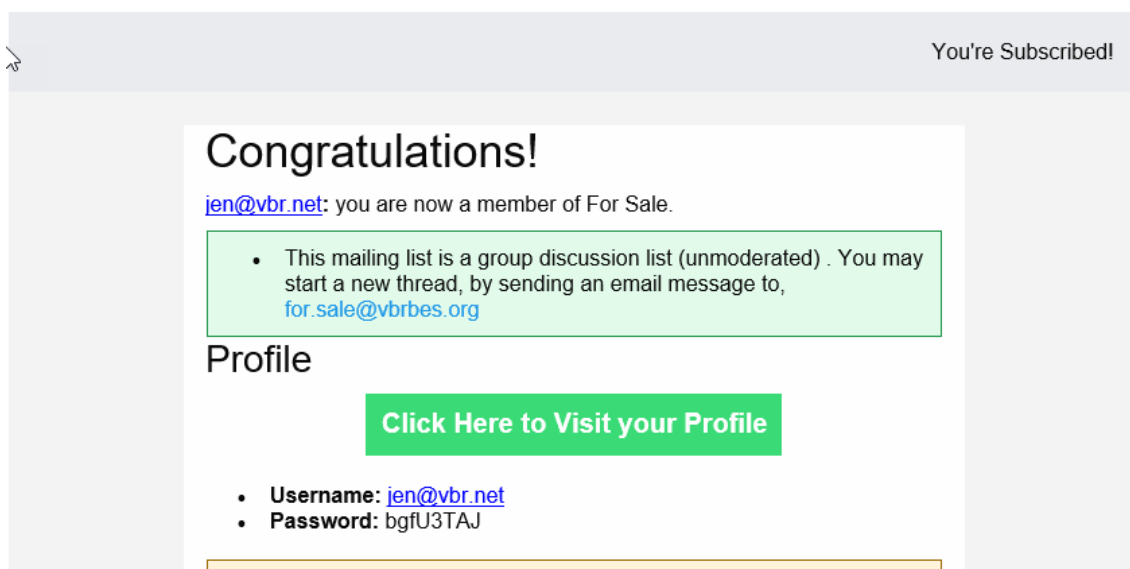 You're Subscribed!
Congratulations!
jen@vbr.net: you are now a member of For Sale.
• This mailing list is a group discussion list (unmoderated) . You may
start a new thread, by sending an email message to,
for.sale@vbrbes.org
Profile
Click Here to Visit your Profile
• Username: jen@vbr.net
• Password: bgfU3TAJ